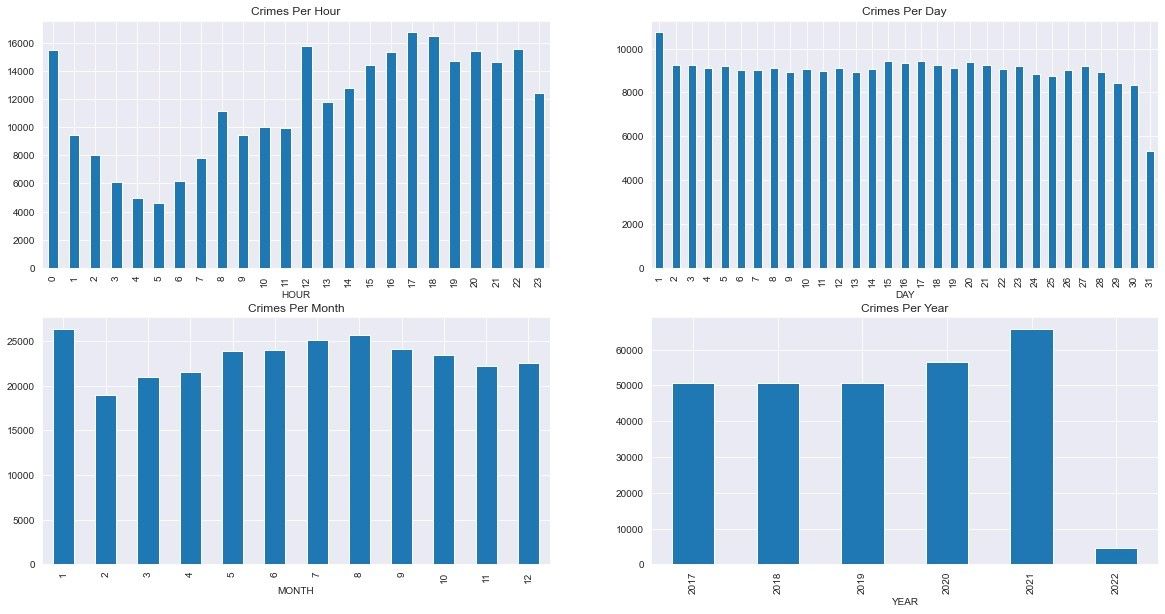 Crimes Per Hour
16000
14000
12000
10000
8000
6000
4000
2000
0
0 1 2 3 4 5 6 7 8 9 10 11 12 13 14 15 16 17 18 19 20 21 22 23
HOUR
Crimes Per Day
10000
8000
6000
4000
2000
0
1 2 3 4 5 6 7 8 9 10 11 12 13 14 15 16 17 18 19 20 21 22 23 24 25 26 27 28 29 30 31
DAY
Crimes Per Month
25000
20000
15000
10000
5000
0
1 2 3 4 5 6 7 8 9 10 11 12
MONTH
Crimes Per Year
60000
50000
40000
30000
20000
10000
0
2017 2018 2019 2020 2021 2022
YEAR